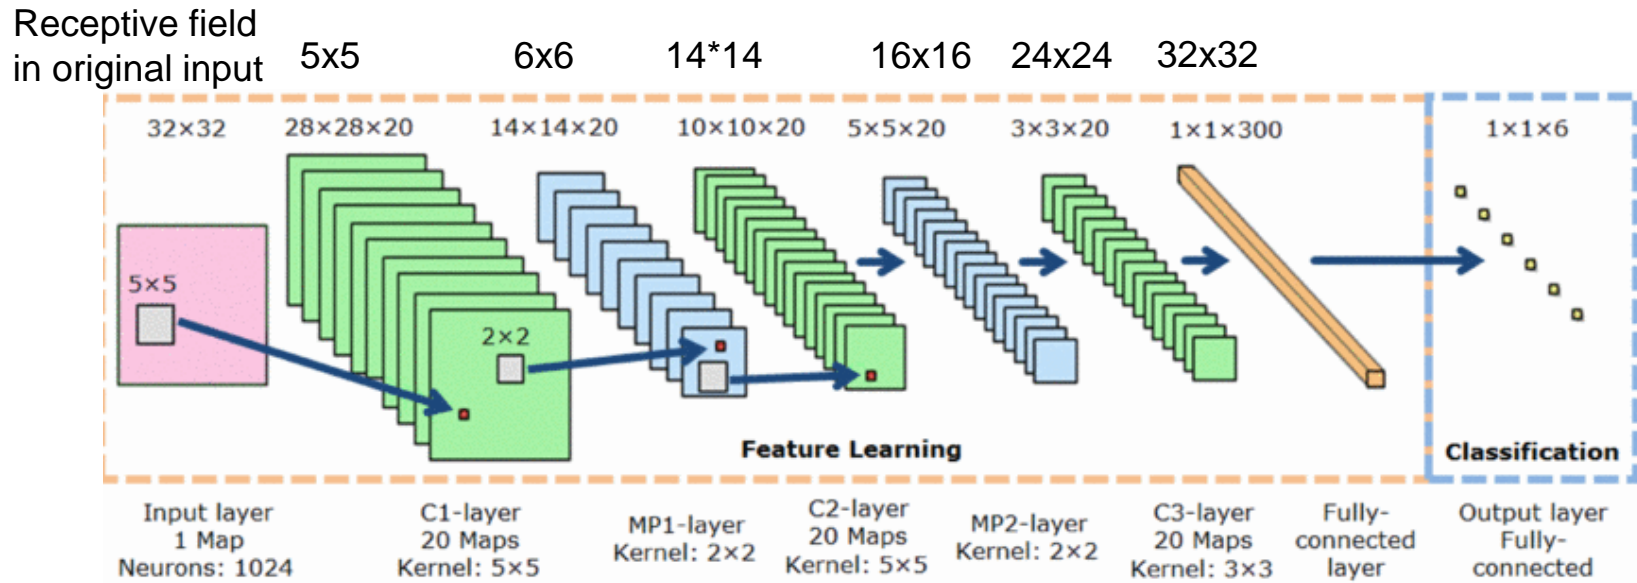 Receptive field
in original input
5x5 6x6 14*14 16x16 24x24 32x32
32×32 28×28×20 14×14×20 10×10×20 5×5×20 3×3×20 1×1×300 1×1×6
5×5
2×2
Feature Learning
Classification
Input layer
1 Map
Neurons: 1024
C1-layer
20 Maps
Kernel: 5×5
MP1-layer
Kernel: 2×2
C2-layer
20 Maps
Kernel: 5×5
MP2-layer
Kernel: 2×2
C3-layer
20 Maps
Kernel: 3×3
Fully-
connected
layer
Output layer
Fully-
connected